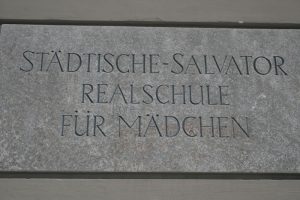 STÄDTISCHE-SALVATOR
REALSCHULE
FÜR MÄDCHEN